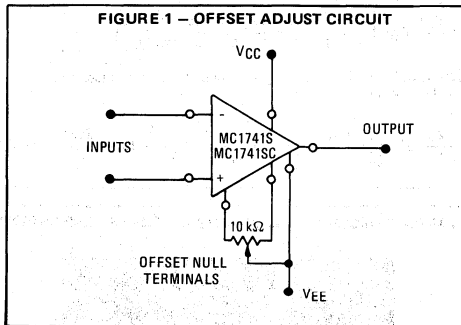 FIGURE 1 – OFFSET ADJUST CIRCUIT
VCC
-
MC1741S
MC1741SC
OUTPUT
INPUTS
+
10 kΩ
OFFSET NULL
TERMINALS
VEE